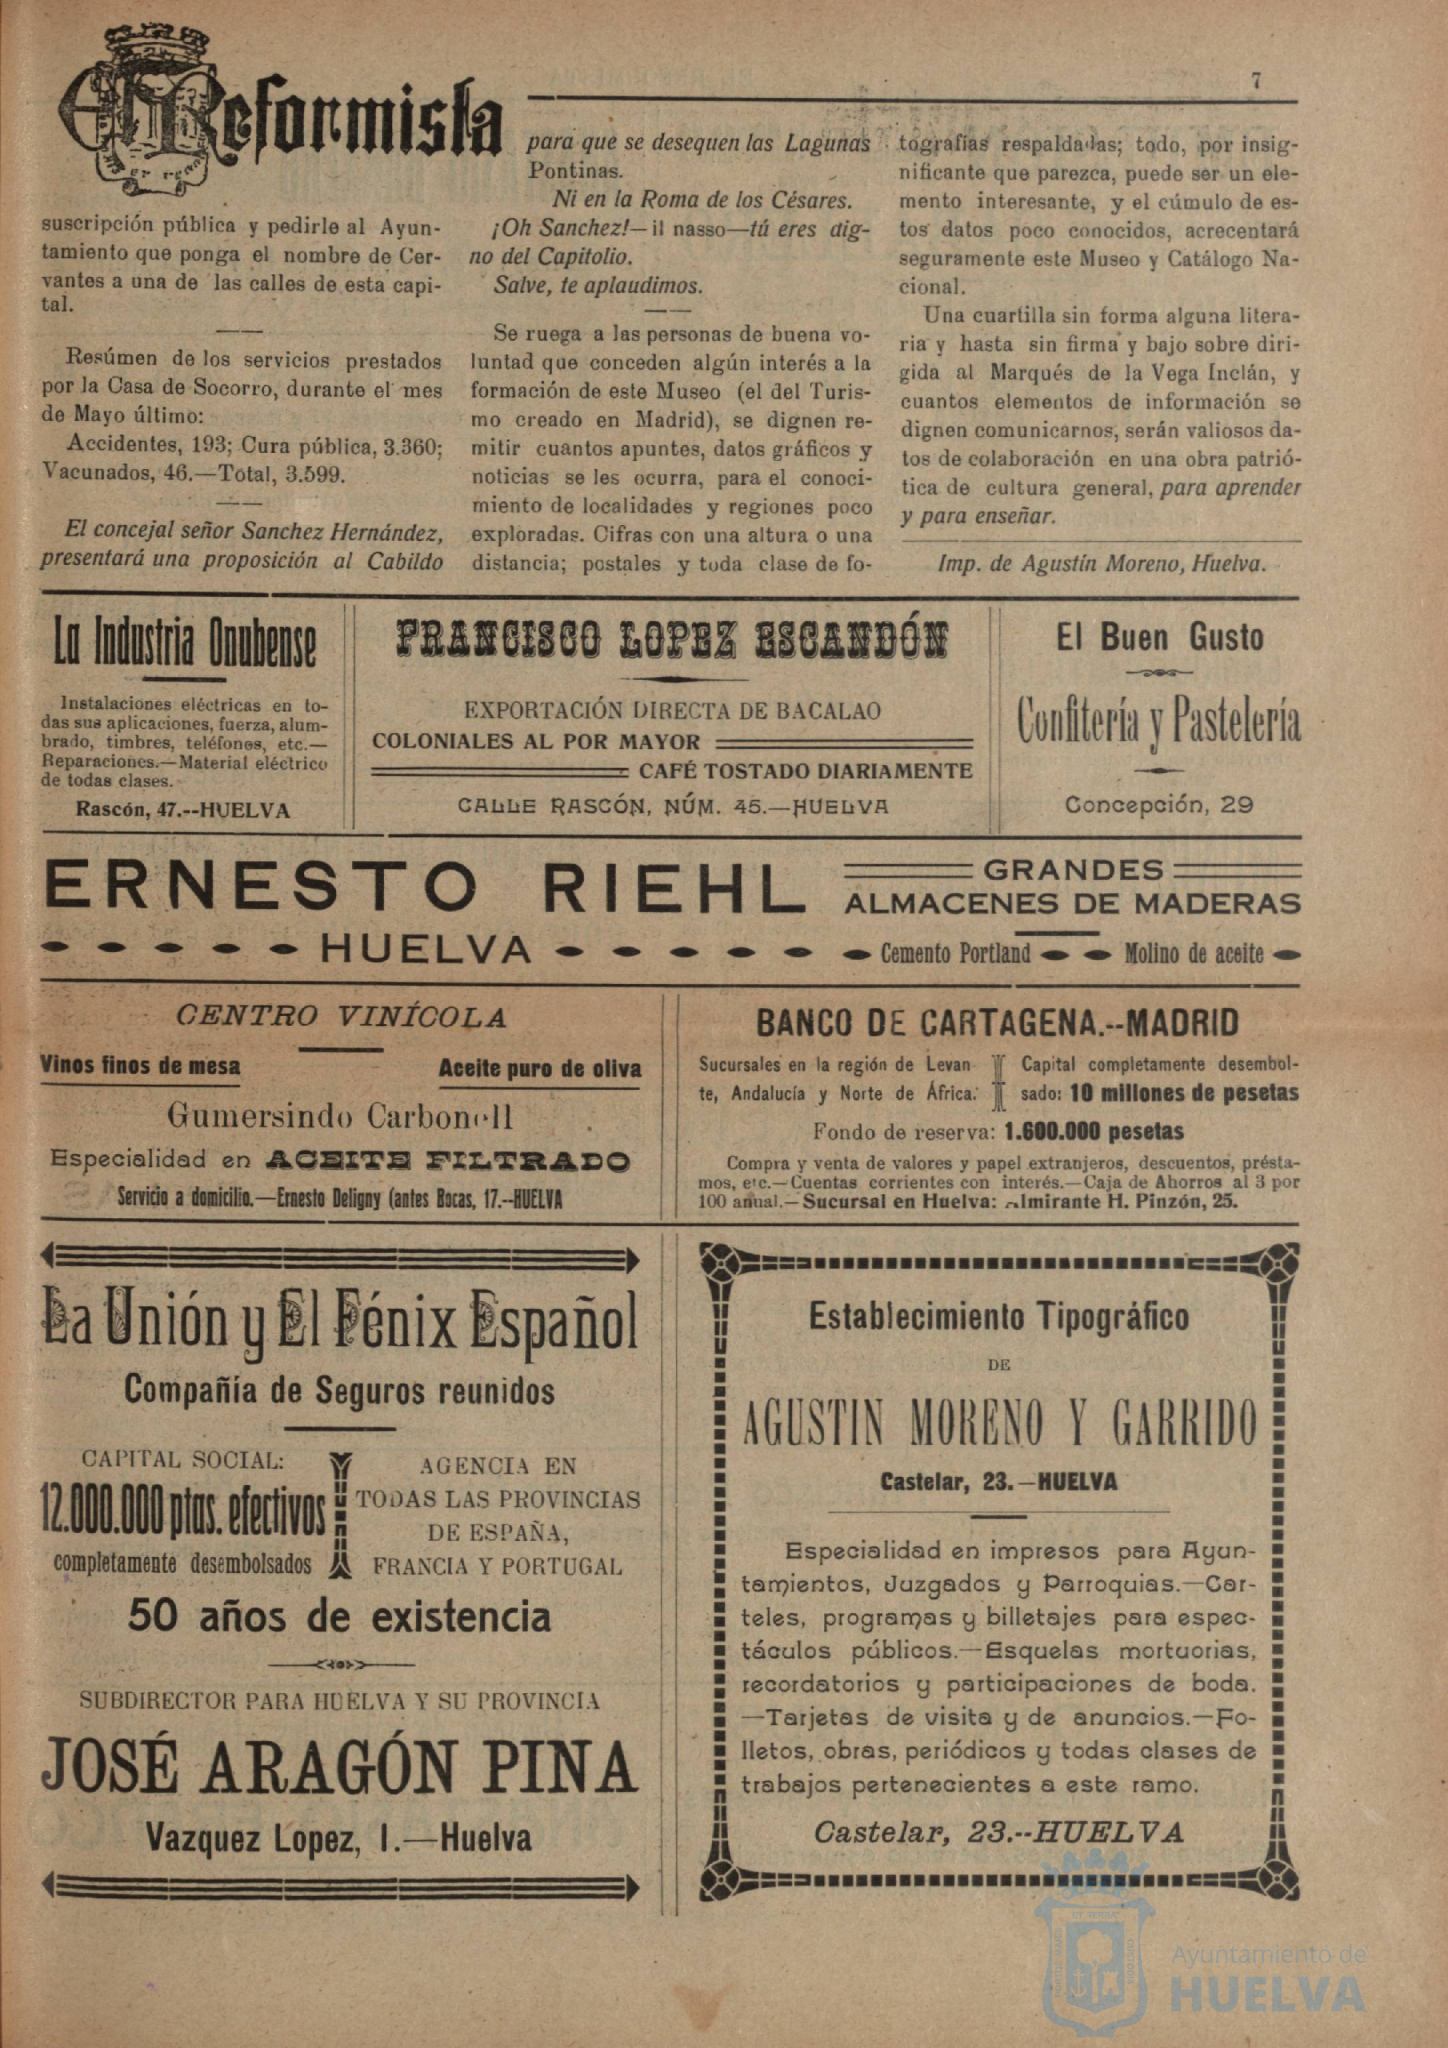 El Reformista
7
suscripción pública y pedirle al Ayun-
tamiento que ponga el nombre de Cer-
vantes a una de las calles de esta capi-
tal.
Resúmen de los servicios prestados
por la Casa de Socorro, durante el mes
de Mayo último:
Accidentes, 193; Cura pública, 3.360;
Vacunados, 46.—Total, 3.599.
El concejal señor Sanchez Hernández,
presentará una proposición al Cabildo
para que se desequen las Lagunas
Pontinas.
Ni en la Roma de los Césares.
¡Oh Sanchez!—il nasso—tú eres dig-
no del Capitolio.
Salve, te aplaudimos.
Se ruega a las personas de buena vo-
luntad que conceden algún interés a la
formación de este Museo (el del Turis-
mo creado en Madrid), se dignen re-
mitir cuantos apuntes, datos gráficos y
noticias se les ocurra, para el conoci-
miento de localidades y regiones poco
exploradas. Cifras con una altura o una
distancia; postales y toda clase de fo-
tografías respaldadas; todo, por insig-
nificante que parezca, puede ser un ele-
mento interesante, y el cúmulo de es-
tos datos poco conocidos, acrecentará
seguramente este Museo y Catálogo Na-
cional.
Una cuartilla sin forma alguna litera-
ria y hasta sin firma y bajo sobre diri-
gida al Marqués de la Vega Inclán, y
cuantos elementos de información se
dignen comunicarnos, serán valiosos da-
tos de colaboración en una obra patrió-
tica de cultura general, para aprender
y para enseñar.
Imp. de Agustín Moreno, Huelva.
La Industria Onubense
Instalaciones eléctricas en to-
das sus aplicaciones, fuerza, alum-
brado, timbres, teléfonos, etc.—
Reparaciones.—Material eléctrico
de todas clases.
Rascón, 47.--HUELVA
FRANCISCO LOPEZ ESCANDÓN
EXPORTACIÓN DIRECTA DE BACALAO
COLONIALES AL POR MAYOR
CAFÉ TOSTADO DIARIAMENTE
CALLE RASCÓN, NÚM. 45.—HUELVA
El Buen Gusto
Confitería y Pastelería
Concepción, 29
ERNESTO RIEHL
HUELVA
GRANDES
ALMACENES DE MADERAS
Cemento Portland
Molino de aceite
CENTRO VINÍCOLA
Vinos finos de mesa
Aceite puro de oliva
Gumersindo Carbonell
Especialidad en ACEITE FILTRADO
Servicio a domicilio.—Ernesto Deligny (antes Bocas, 17.--HUELVA
BANCO DE CARTAGENA.--MADRID
Sucursales en la región de Levan
te, Andalucía y Norte de África.
Capital completamente desembol-
sado: 10 millones de pesetas
Fondo de reserva: 1.600.000 pesetas
Compra y venta de valores y papel extranjeros, descuentos, présta-
mos, etc.—Cuentas corrientes con interés.—Caja de Ahorros al 3 por
100 anual.—Sucursal en Huelva: Almirante H. Pinzón, 25.
La Unión y El Fénix Español
Compañía de Seguros reunidos
CAPITAL SOCIAL:
12.000.000 ptas. efectivos
completamente desembolsados
AGENCIA EN
TODAS LAS PROVINCIAS
DE ESPAÑA,
FRANCIA Y PORTUGAL
50 años de existencia
SUBDIRECTOR PARA HUELVA Y SU PROVINCIA
JOSÉ ARAGÓN PINA
Vazquez Lopez, 1.—Huelva
Establecimiento Tipográfico
DE
AGUSTIN MORENO Y GARRIDO
Castelar, 23.—HUELVA
Especialidad en impresos para Ayun-
tamientos, Juzgados y Parroquias.—Car-
teles, programas y billetajes para espec-
táculos públicos.—Esquelas mortuorias,
recordatorios y participaciones de boda.
—Tarjetas de visita y de anuncios.—Fo-
lletos, obras, periódicos y todas clases de
trabajos pertenecientes a este ramo.
Castelar, 23.--HUELVA
Ayuntamiento de
HUELVA